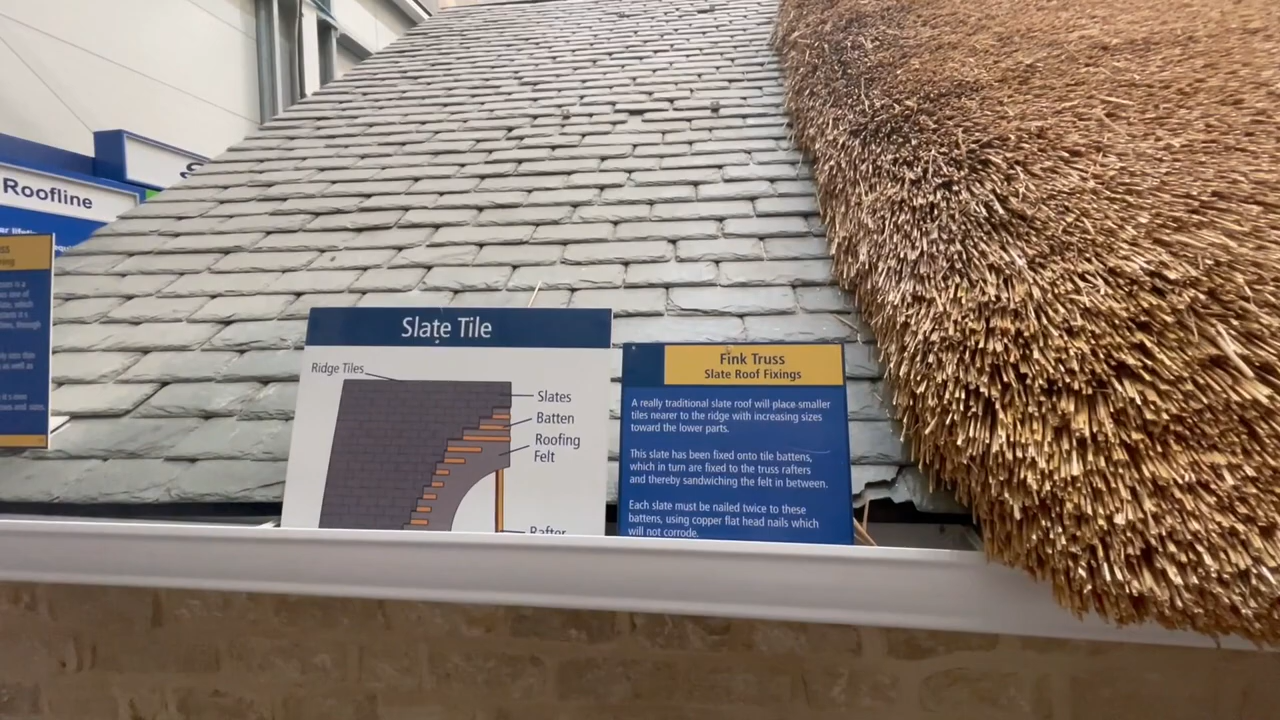 Roofline
Slate Tile
Ridge Tiles
Slates
Batten
Roofing
Felt
Rafter
Fink Truss
Slate Roof Fixings
A really traditional slate roof will place smaller
tiles nearer to the ridge with increasing sizes
toward the lower parts.
This slate has been fixed onto tile battens,
which in turn are fixed to the truss rafters
and thereby sandwiching the felt in between.
Each slate must be nailed twice to these
battens, using copper flat head nails which
will not corrode.